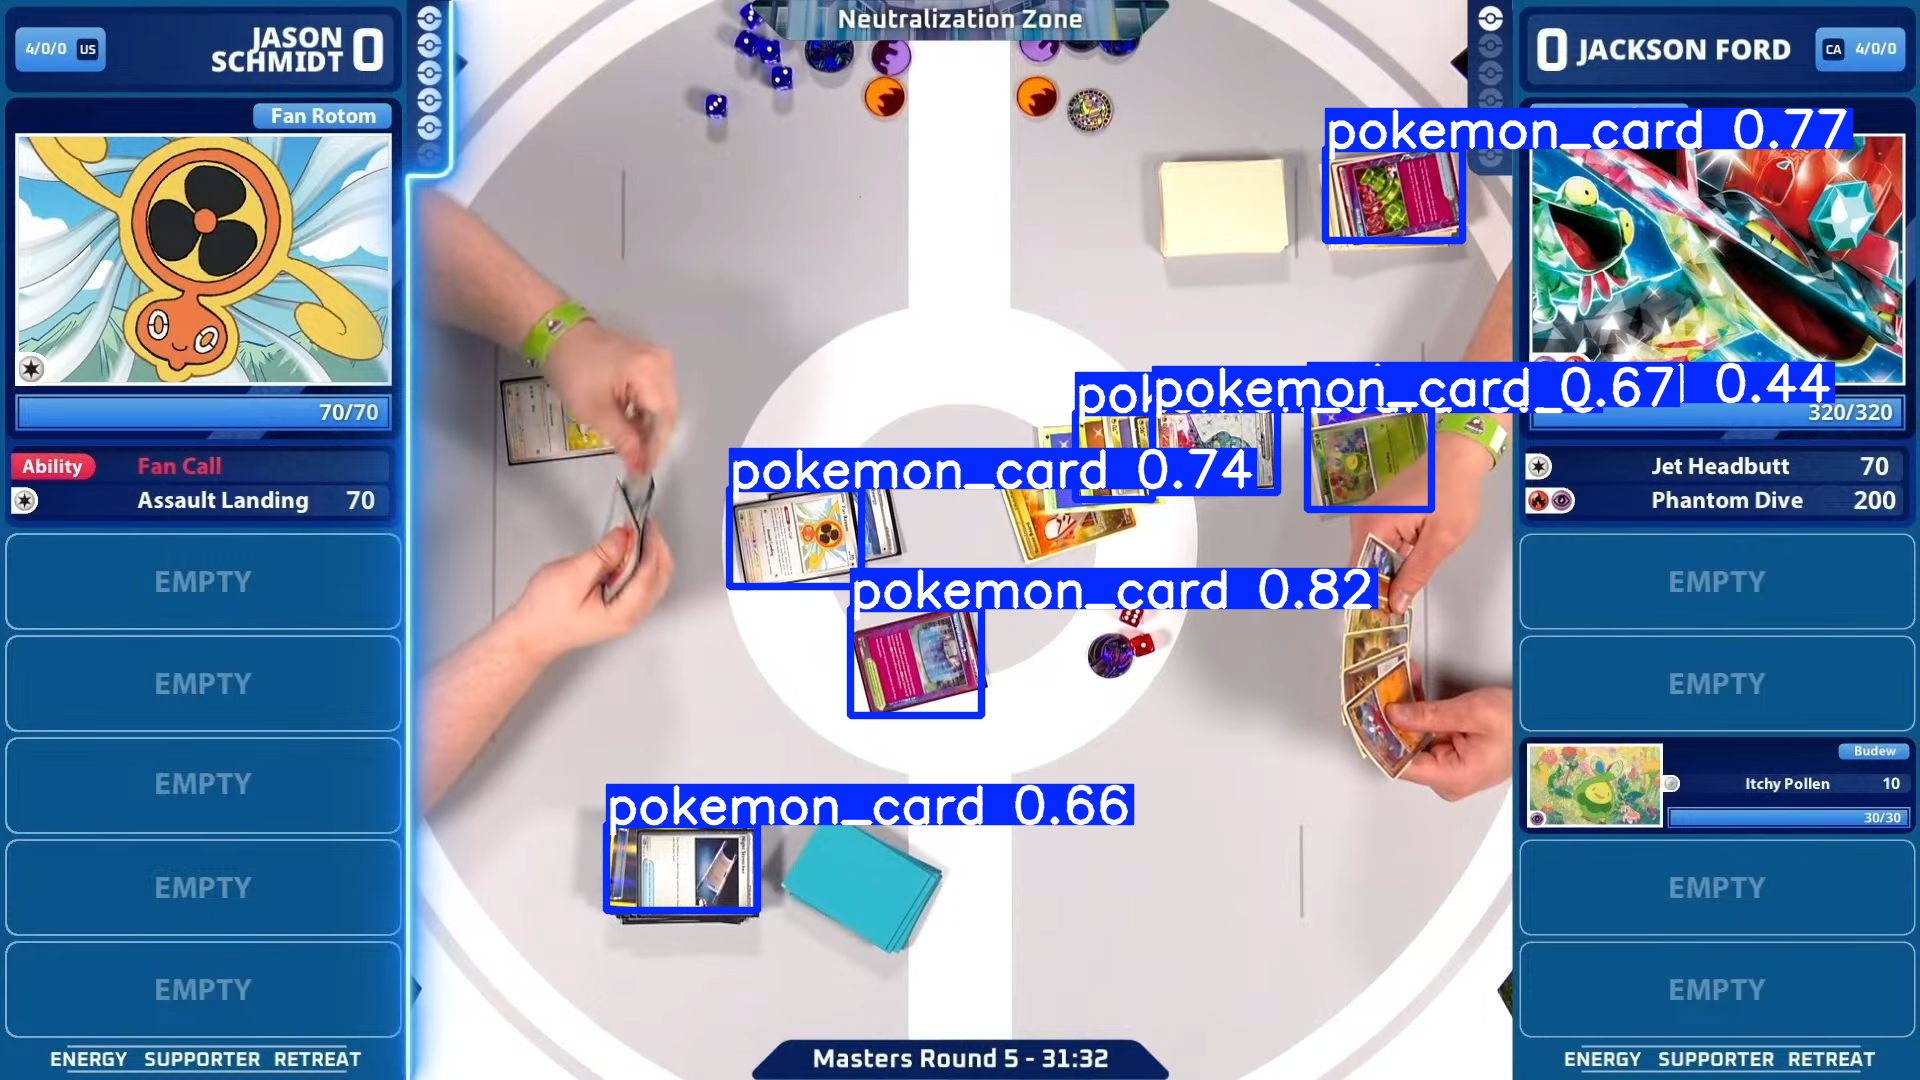 4/0/0 US
JASON SCHMIDT 0
Fan Rotom
70/70
Ability Fan Call
Assault Landing 70
EMPTY
EMPTY
EMPTY
EMPTY
EMPTY
ENERGY SUPPORTER RETREAT
Neutralization Zone
pokemon_card 0.77
pokemon_card 0.67
0.44
pokemon_card 0.74
pokemon_card 0.82
pokemon_card 0.66
Masters Round 5 - 31:32
0 JACKSON FORD
CA 4/0/0
320/320
Jet Headbutt 70
Phantom Dive 200
EMPTY
EMPTY
Budew
Itchy Pollen 10
30/30
EMPTY
EMPTY
ENERGY SUPPORTER RETREAT